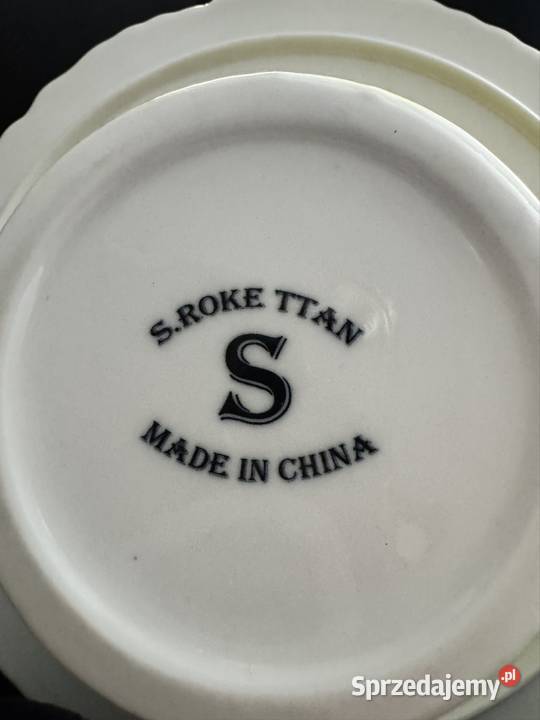 S.ROKE TTAN
S
MADE IN CHINA
Sprzedajemy.pl